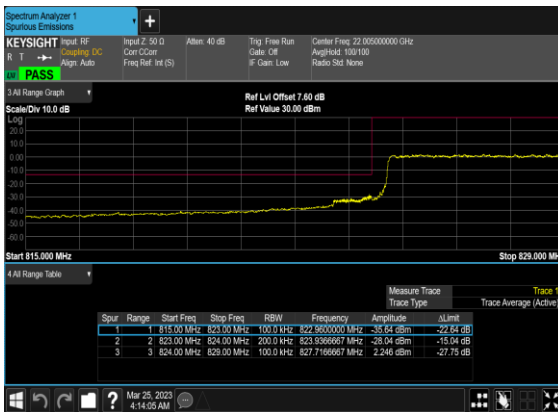 Spectrum Analyzer 1
Spurious Emissions
KEYSIGHT Input: RF Input Z: 50 Ω Atten: 40 dB Trig: Free Run Center Freq: 22.005000000 GHz
R T Coupling: DC Corr CCorr Gate: Off Avg|Hold: 100/100
Align: Auto Freq Ref: Int (S) IF Gain: Low Radio Std: None
LV PASS
3 All Range Graph
Ref Lvl Offset 7.60 dB
Scale/Div 10.0 dB Ref Value 30.00 dBm
Log
20.0
10.0
0.00
-10.0
-20.0
-30.0
-40.0
-50.0
-60.0
Start 815.000 MHz Stop 829.000 MH
4 All Range Table
Measure Trace Trace 1
Trace Type Trace Average (Active)
Spur Range Start Freq Stop Freq RBW Frequency Amplitude ΔLimit
1 1 815.00 MHz 823.00 MHz 100.0 kHz 822.9600000 MHz -35.64 dBm -22.64 dB
2 2 823.00 MHz 824.00 MHz 200.0 kHz 823.9366667 MHz -28.04 dBm -15.04 dB
3 3 824.00 MHz 829.00 MHz 100.0 kHz 827.7166667 MHz 2.246 dBm -27.75 dB
Mar 25, 2023
4:14:05 AM